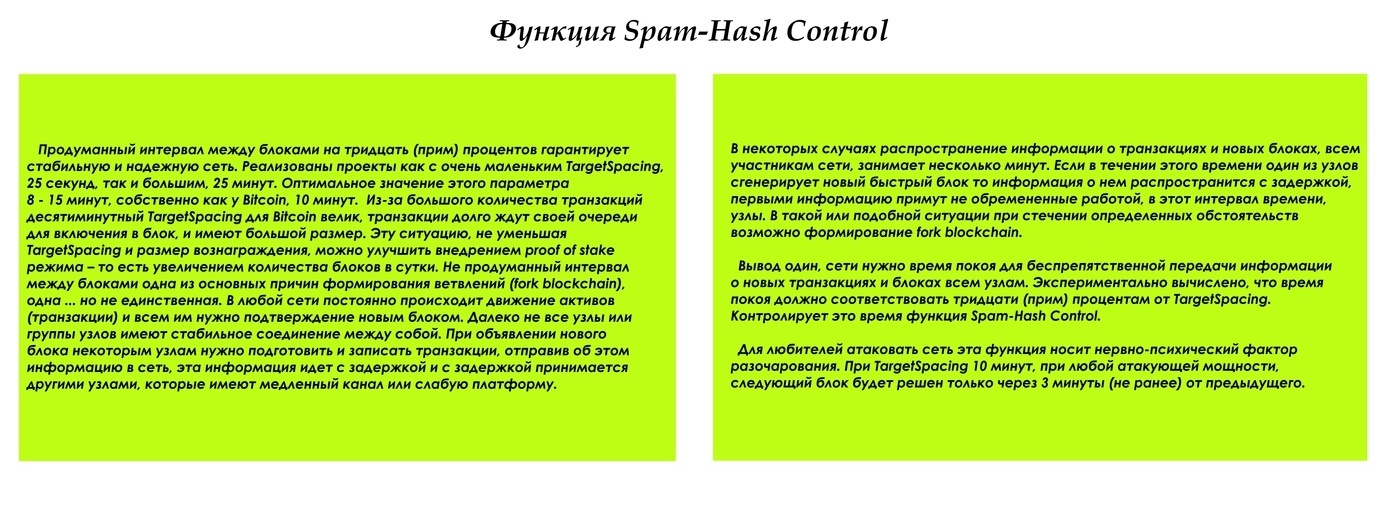 Функция Spam-Hash Control
Продуманный интервал между блоками на тридцать (прим) процентов гарантирует
стабильную и надежную сеть. Реализованы проекты как с очень маленьким TargetSpacing,
25 секунд, так и большим, 25 минут. Оптимальное значение этого параметра
8 - 15 минут, собственно как у Bitcoin, 10 минут. Из-за большого количества транзакций
десятиминутный TargetSpacing для Bitcoin велик, транзакции долго ждут своей очереди
для включения в блок, и имеют большой размер. Эту ситуацию, не уменьшая
TargetSpacing и размер вознаграждения, можно улучшить внедрением proof of stake
режима – то есть увеличением количества блоков в сутки. Не продуманный интервал
между блоками одна из основных причин формирования ветвлений (fork blockchain),
одна ... но не единственная. В любой сети постоянно происходит движение активов
(транзакции) и всем им нужно подтверждение новым блоком. Далеко не все узлы или
группы узлов имеют стабильное соединение между собой. При объявлении нового
блока некоторым узлам нужно подготовить и записать транзакции, отправив об этом
информацию в сеть, эта информация идет с задержкой и с задержкой принимается
другими узлами, которые имеют медленный канал или слабую платформу.
В некоторых случаях распространение информации о транзакциях и новых блоках, всем
участникам сети, занимает несколько минут. Если в течении этого времени один из узлов
сгенерирует новый быстрый блок то информация о нем распространится с задержкой,
первыми информацию примут не обремененные работой, в этот интервал времени,
узлы. В такой или подобной ситуации при стечении определенных обстоятельств
возможно формирование fork blockchain.
Вывод один, сети нужно время покоя для беспрепятственной передачи информации
о новых транзакциях и блоках всем узлам. Экспериментально вычислено, что время
покоя должно соответствовать тридцати (прим) процентам от TargetSpacing.
Контролирует это время функция Spam-Hash Control.
Для любителей атаковать сеть эта функция носит нервно-психический фактор
разочарования. При TargetSpacing 10 минут, при любой атакующей мощности,
следующий блок будет решен только через 3 минуты (не ранее) от предыдущего.